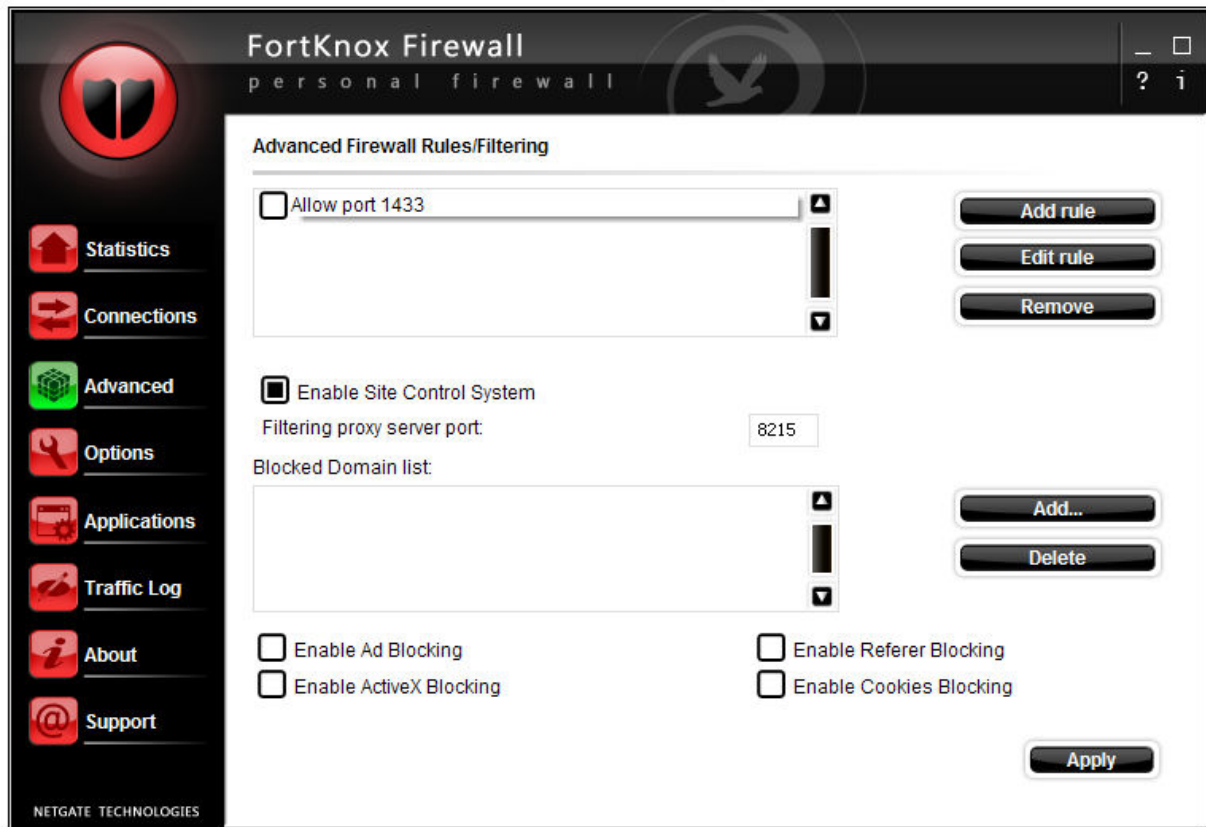 FortKnox Firewall
personal firewall
? i
Advanced Firewall Rules/Filtering
Allow port 1433
Add rule
Edit rule
Remove
Statistics
Connections
Advanced
Options
Applications
Traffic Log
About
Support
Enable Site Control System
Filtering proxy server port: 8215
Blocked Domain list:
Add...
Delete
Enable Ad Blocking
Enable Referer Blocking
Enable ActiveX Blocking
Enable Cookies Blocking
Apply
NETGATE TECHNOLOGIES